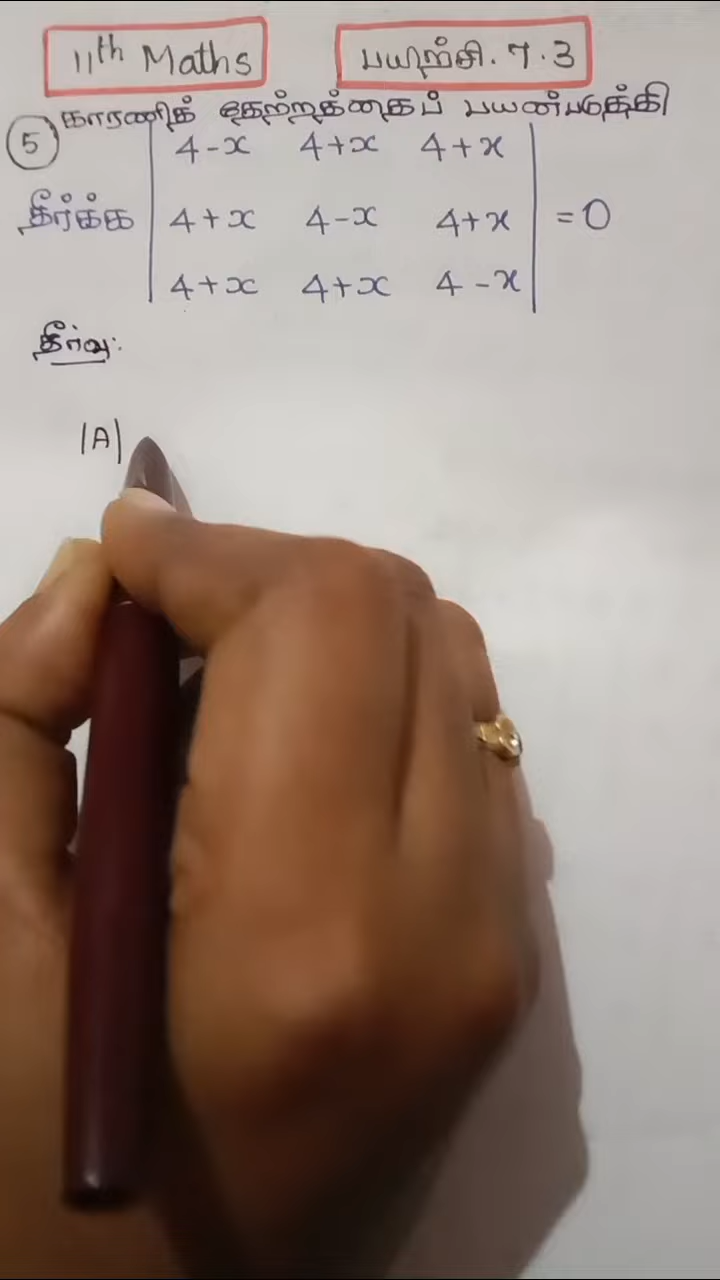 11th Maths பயிற்சி. 7.3
5 காரணித் தேற்றத்தைப் பயன்படுத்தி
4-x 4+x 4+x
தீர்க்க 4+x 4-x 4+x = 0
4+x 4+x 4-x
தீர்வு:
|A|